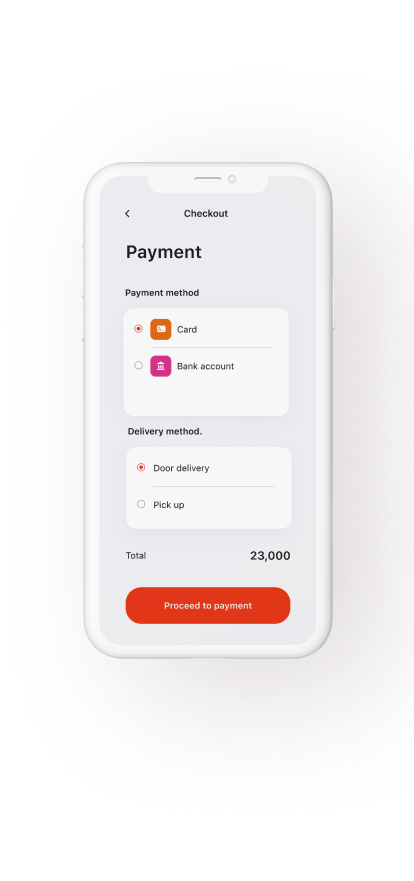 Checkout
Payment
Payment method
Card
Bank account
Delivery method.
Door delivery
Pick up
Total 23,000
Proceed to payment